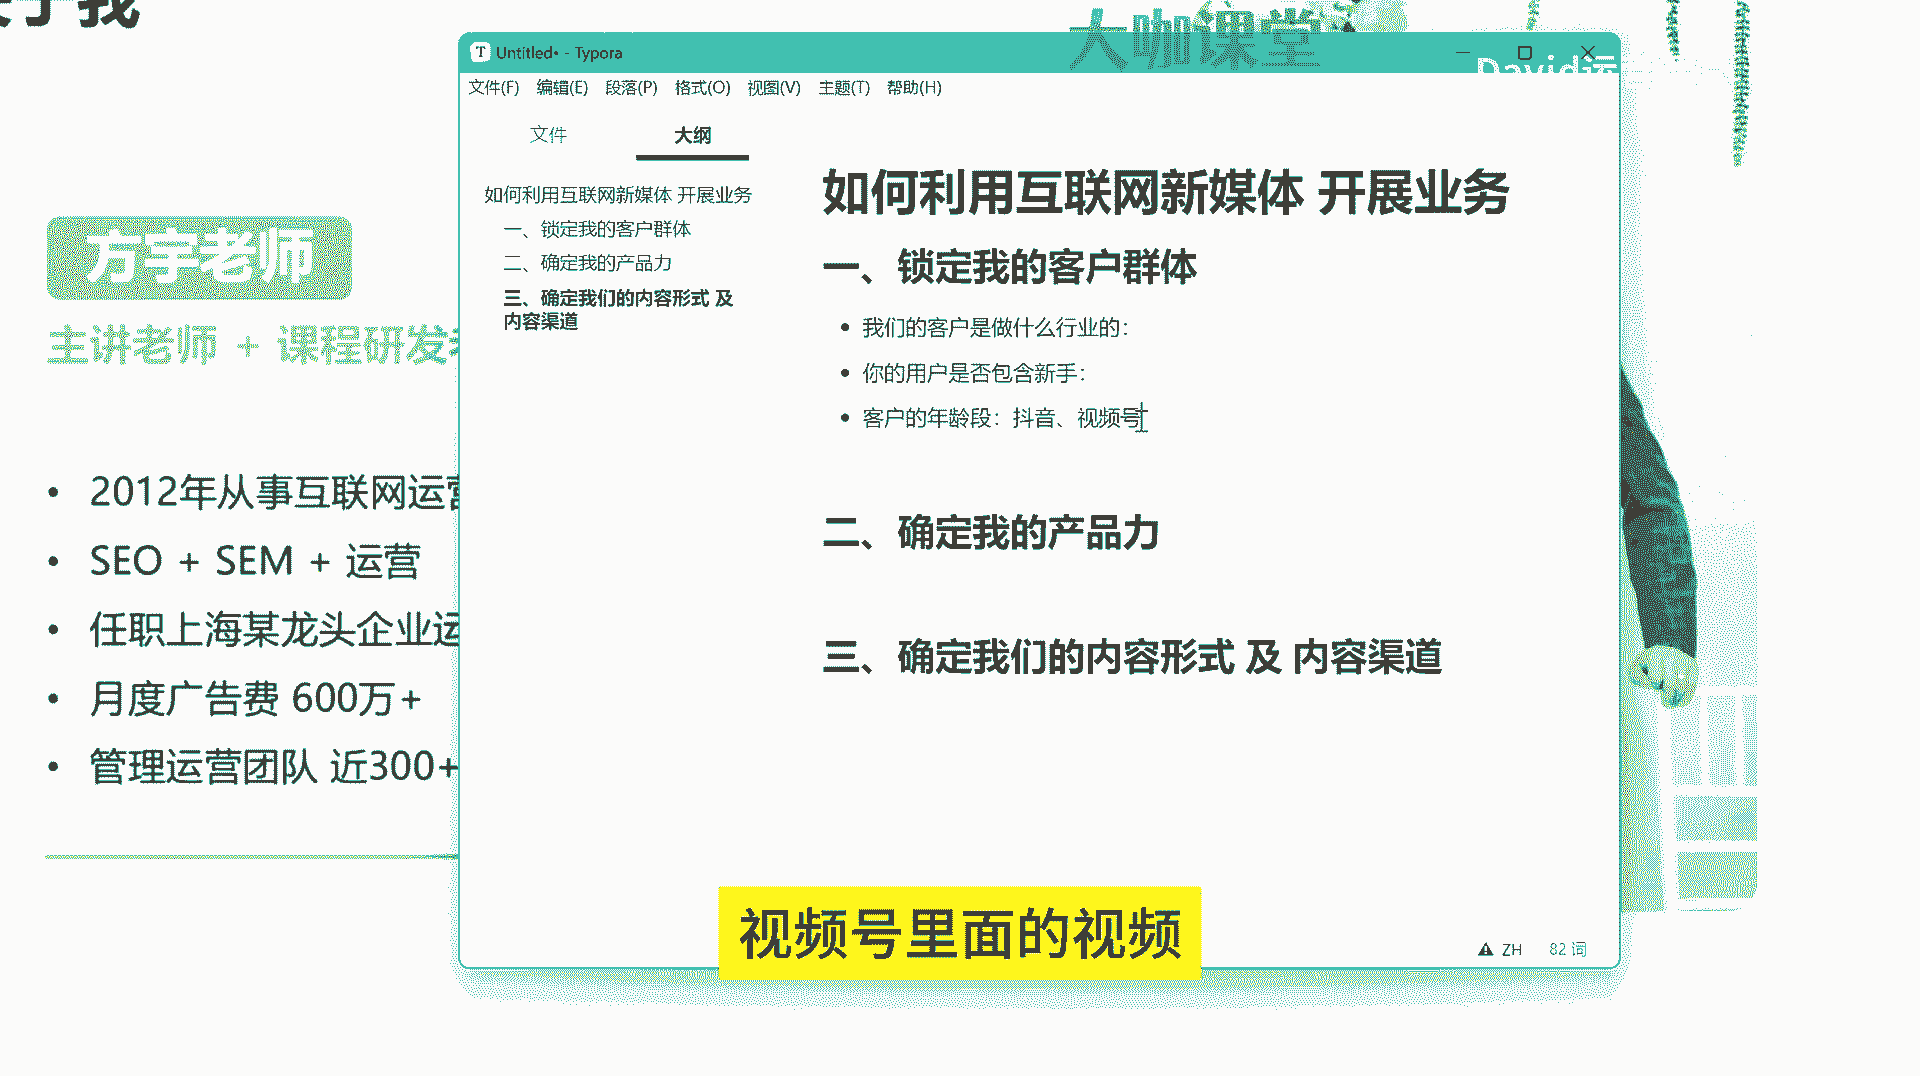 于我
大咖课堂
David运
方宇老师
主讲老师 + 课程研发
2012年从事互联网运营
SEO + SEM + 运营
任职上海某龙头企业运
月度广告费 600万+
管理运营团队 近300+
Untitled• - Typora
文件(F) 编辑(E) 段落(P) 格式(O) 视图(V) 主题(T) 帮助(H)
文件 大纲
如何利用互联网新媒体 开展业务
一、锁定我的客户群体
二、确定我的产品力
三、确定我们的内容形式 及
内容渠道
如何利用互联网新媒体 开展业务
一、锁定我的客户群体
我们的客户是做什么行业的：
你的用户是否包含新手：
客户的年龄段：抖音、视频号
二、确定我的产品力
三、确定我们的内容形式 及 内容渠道
视频号里面的视频
ZH 82 词